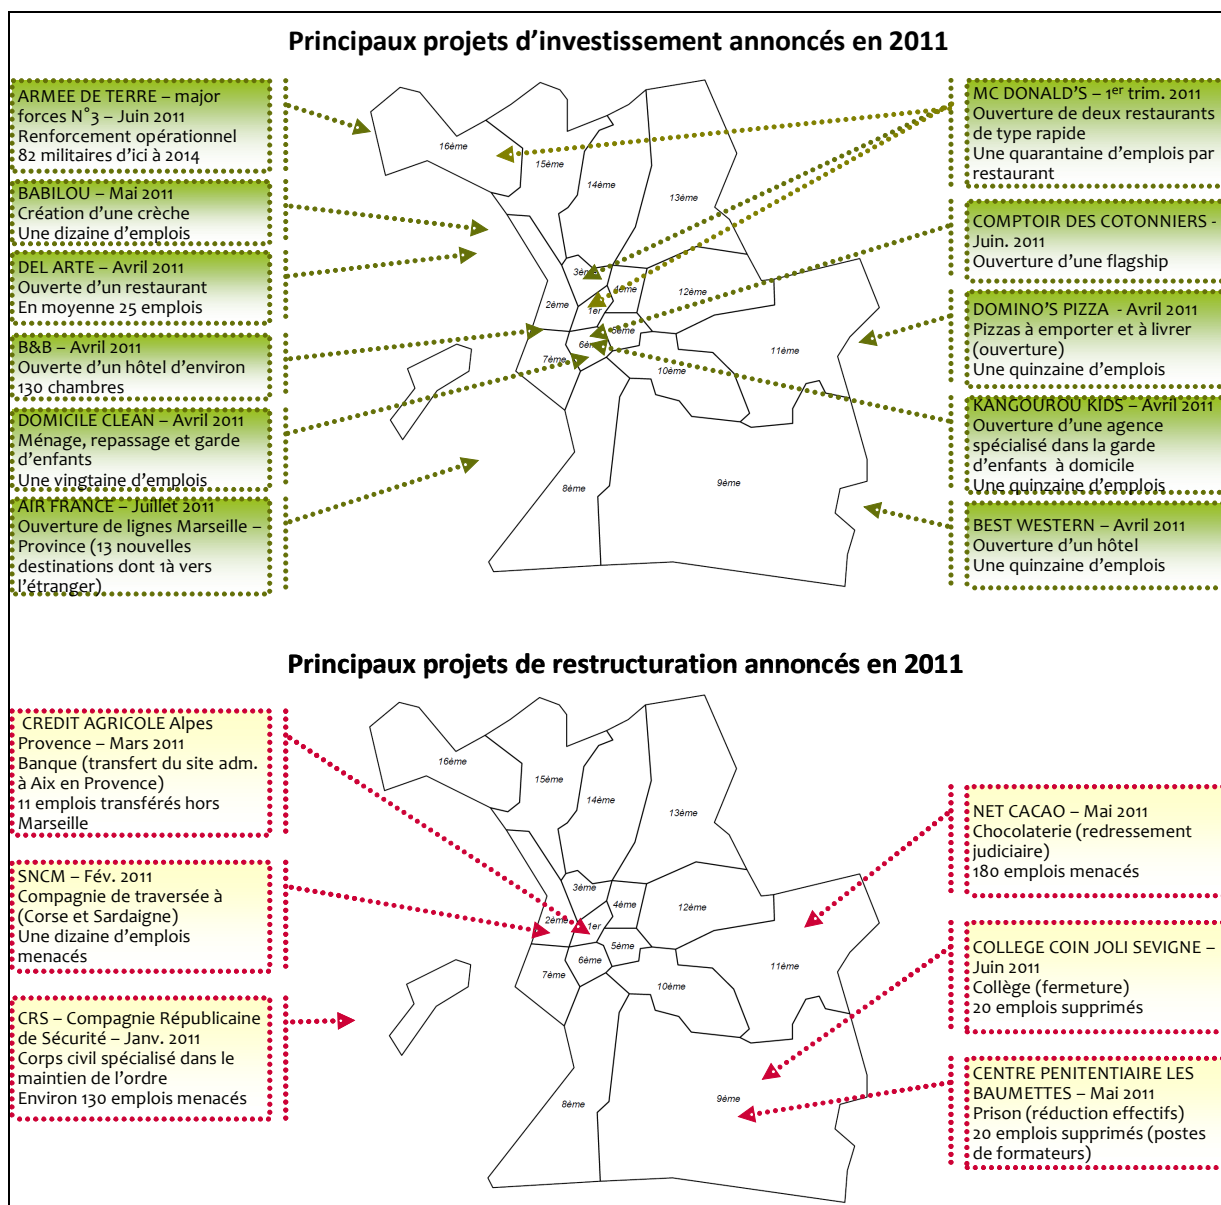 Principaux projets d’investissement annoncés en 2011
ARMEE DE TERRE – major
forces N°3 – Juin 2011
Renforcement opérationnel
82 militaires d’ici à 2014
BABILOU – Mai 2011
Création d’une crèche
Une dizaine d’emplois
DEL ARTE – Avril 2011
Ouverte d’un restaurant
En moyenne 25 emplois
B&B – Avril 2011
Ouverte d’un hôtel d’environ
130 chambres
DOMICILE CLEAN – Avril 2011
Ménage, repassage et garde
d’enfants
Une vingtaine d’emplois
AIR FRANCE – Juillet 2011
Ouverture de lignes Marseille –
Province (13 nouvelles
destinations dont 1à vers
l’étranger)
16ème
15ème
14ème
13ème
3ème
4ème
12ème
2ème
1er
5ème
6ème
7ème
11ème
10ème
8ème
9ème
MC DONALD’S – 1er trim. 2011
Ouverture de deux restaurants
de type rapide
Une quarantaine d’emplois par
restaurant
COMPTOIR DES COTONNIERS -
Juin. 2011
Ouverture d’une flagship
DOMINO’S PIZZA - Avril 2011
Pizzas à emporter et à livrer
(ouverture)
Une quinzaine d’emplois
KANGOUROU KIDS – Avril 2011
Ouverture d’une agence
spécialisé dans la garde
d’enfants à domicile
Une quinzaine d’emplois
BEST WESTERN – Avril 2011
Ouverture d’un hôtel
Une quinzaine d’emplois
Principaux projets de restructuration annoncés en 2011
CREDIT AGRICOLE Alpes
Provence – Mars 2011
Banque (transfert du site adm.
à Aix en Provence)
11 emplois transférés hors
Marseille
SNCM – Fév. 2011
Compagnie de traversée à
(Corse et Sardaigne)
Une dizaine d’emplois
menacés
CRS – Compagnie Républicaine
de Sécurité – Janv. 2011
Corps civil spécialisé dans le
maintien de l’ordre
Environ 130 emplois menacés
16ème
15ème
14ème
13ème
3ème
4ème
12ème
2ème
1er
5ème
6ème
7ème
11ème
10ème
8ème
9ème
NET CACAO – Mai 2011
Chocolaterie (redressement
judiciaire)
180 emplois menacés
COLLEGE COIN JOLI SEVIGNE –
Juin 2011
Collège (fermeture)
20 emplois supprimés
CENTRE PENITENTIAIRE LES
BAUMETTES – Mai 2011
Prison (réduction effectifs)
20 emplois supprimés (postes
de formateurs)